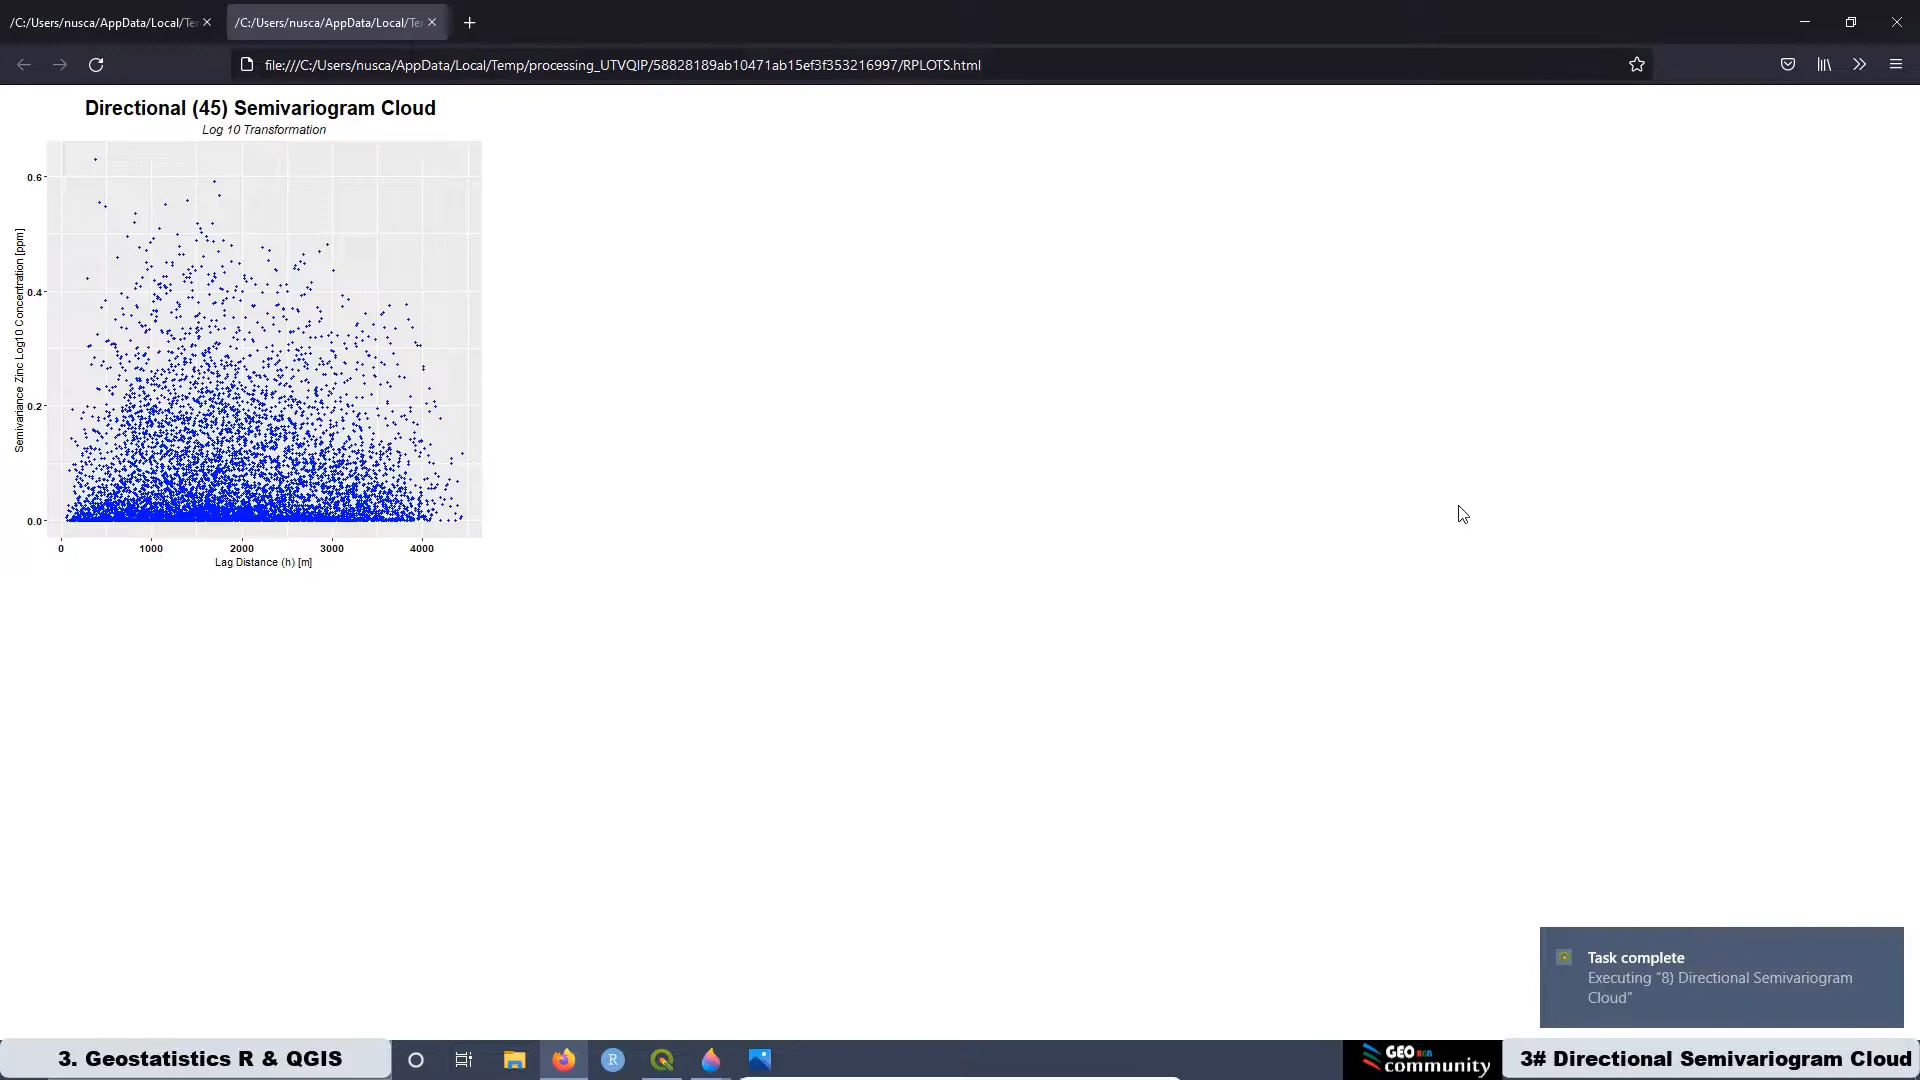 /C:/Users/nusca/AppData/Local/Te
/C:/Users/nusca/AppData/Local/Te
file:///C:/Users/nusca/AppData/Local/Temp/processing_UTVQIP/58828189ab10471ab15ef3f353216997/RPLOTS.html
Directional (45) Semivariogram Cloud
Log 10 Transformation
Semivariance Zinc Log10 Concentration [ppm]
0.6
0.4
0.2
0.0
0 1000 2000 3000 4000
Lag Distance (h) [m]
Task complete
Executing “8) Directional Semivariogram
Cloud”
3. Geostatistics R & QGIS
R
GEO
community
3# Directional Semivariogram Cloud